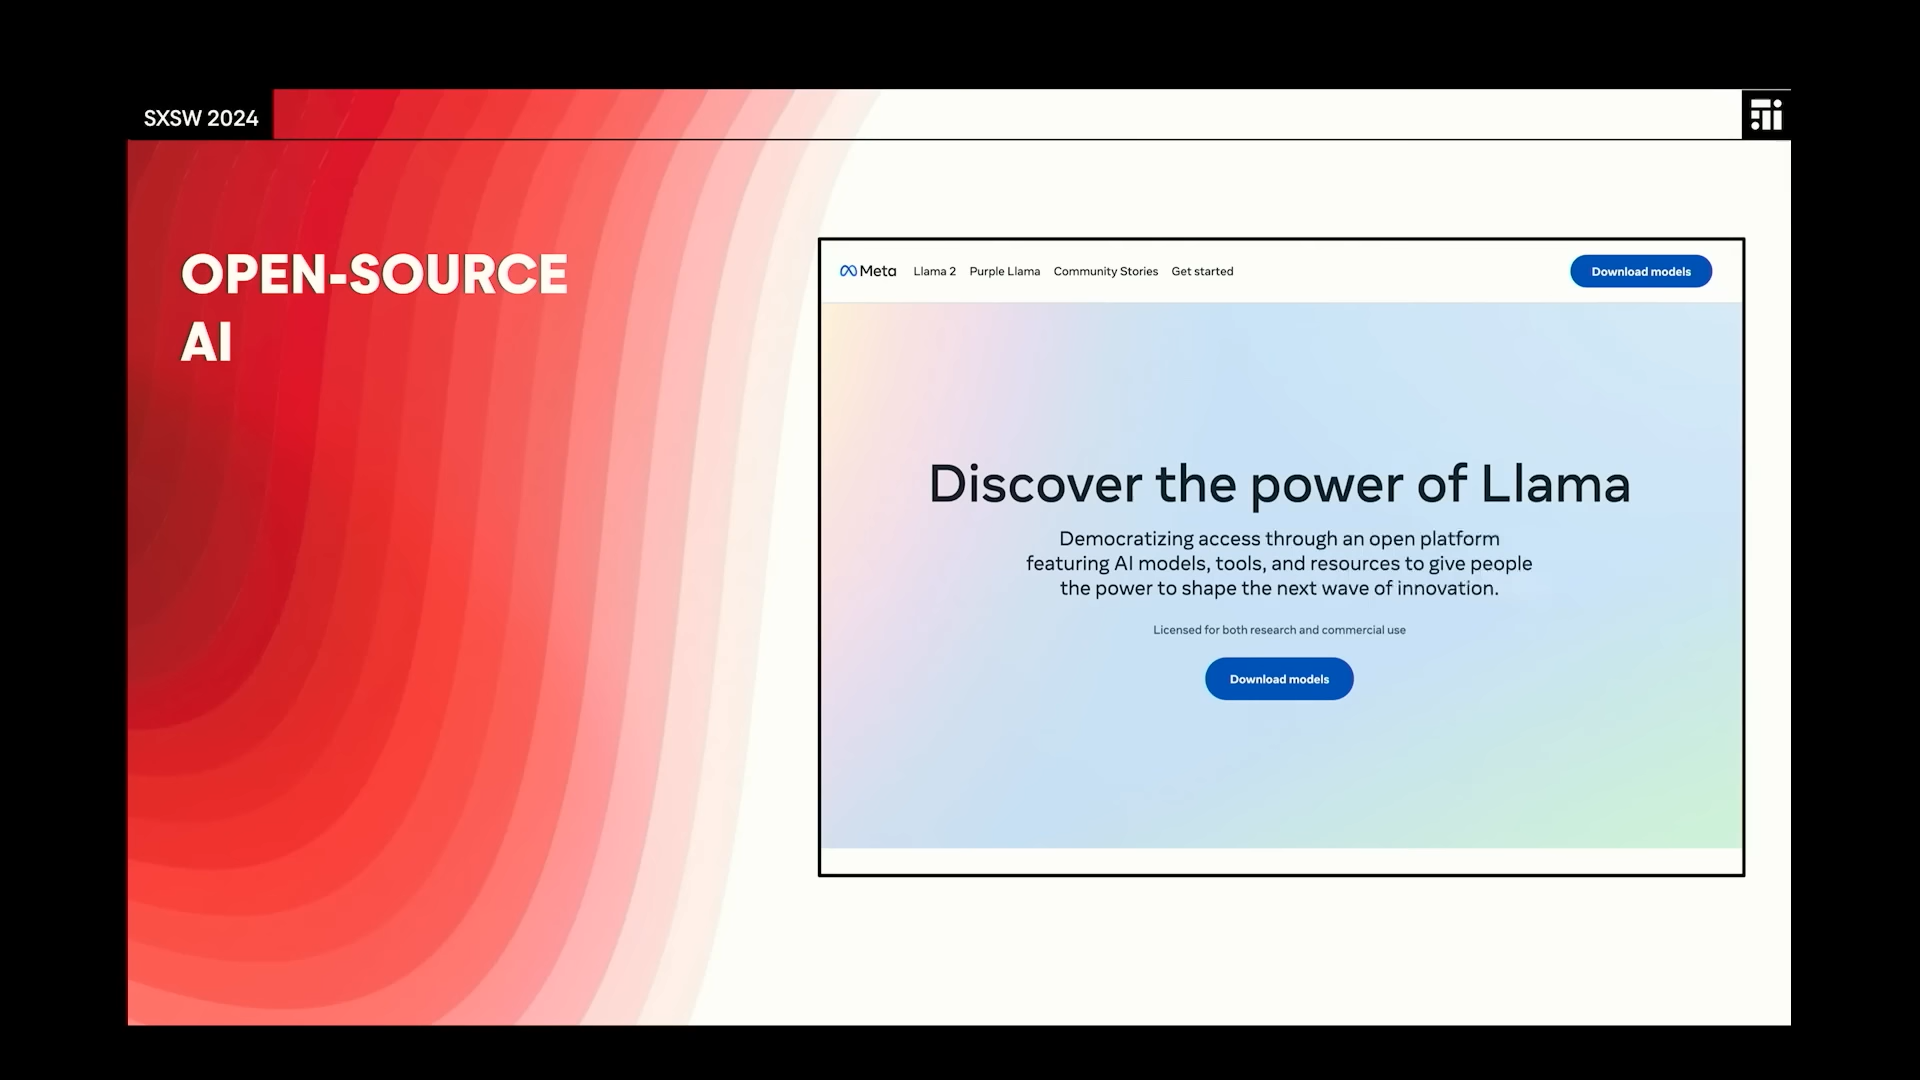 SXSW 2024
OPEN-SOURCE
AI
Meta Llama 2 Purple Llama Community Stories Get started Download models
Discover the power of Llama
Democratizing access through an open platform
featuring AI models, tools, and resources to give people
the power to shape the next wave of innovation.
Licensed for both research and commercial use
Download models